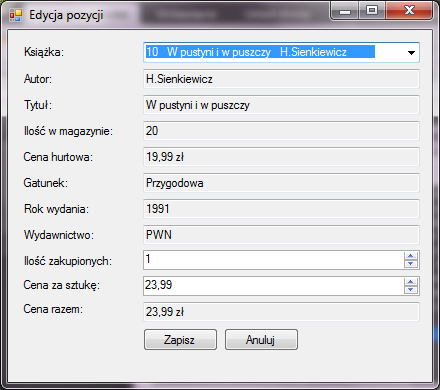 Edycja pozycji
Książka: 10 W pustyni i w puszczy H.Sienkiewicz
Autor: H.Sienkiewicz
Tytuł: W pustyni i w puszczy
Ilość w magazynie: 20
Cena hurtowa: 19,99 zł
Gatunek: Przygodowa
Rok wydania: 1991
Wydawnictwo: PWN
Ilość zakupionych: 1
Cena za sztukę: 23,99
Cena razem: 23,99 zł
Zapisz Anuluj